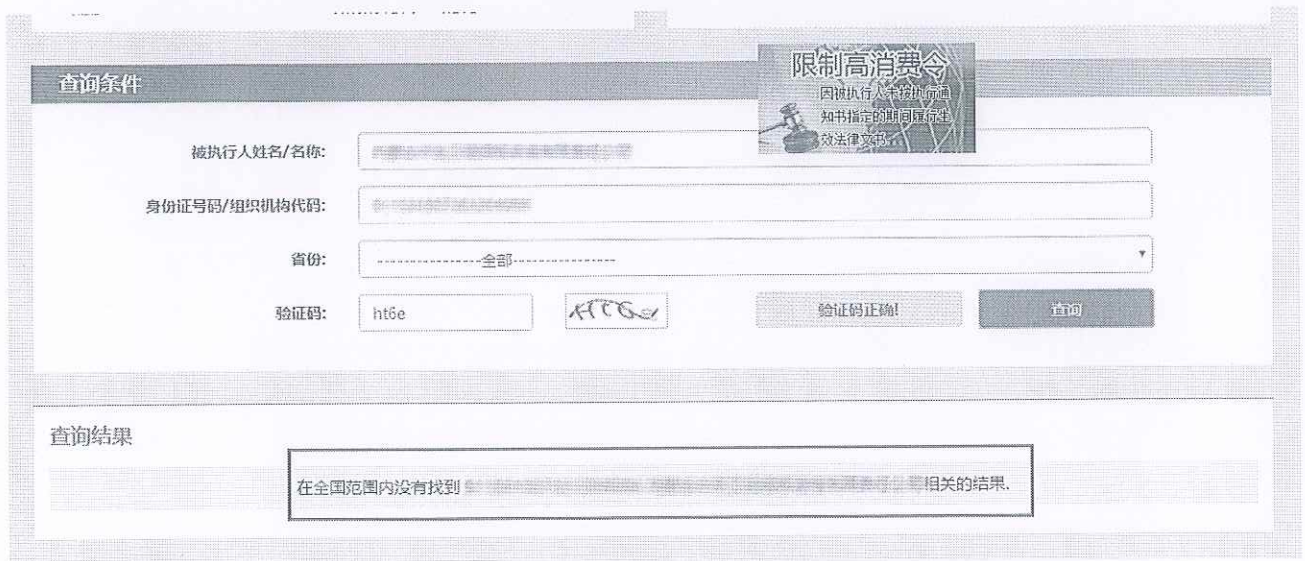 限制高消费令
因被执行人未按执行通
知书指定的期间履行生
效法律文书
查询条件
被执行人姓名/名称:
身份证号码/组织机构代码:
省份: ------------------全部------------------
验证码: ht6e 验证码正确! 查询
查询结果
在全国范围内没有找到 相关的结果.